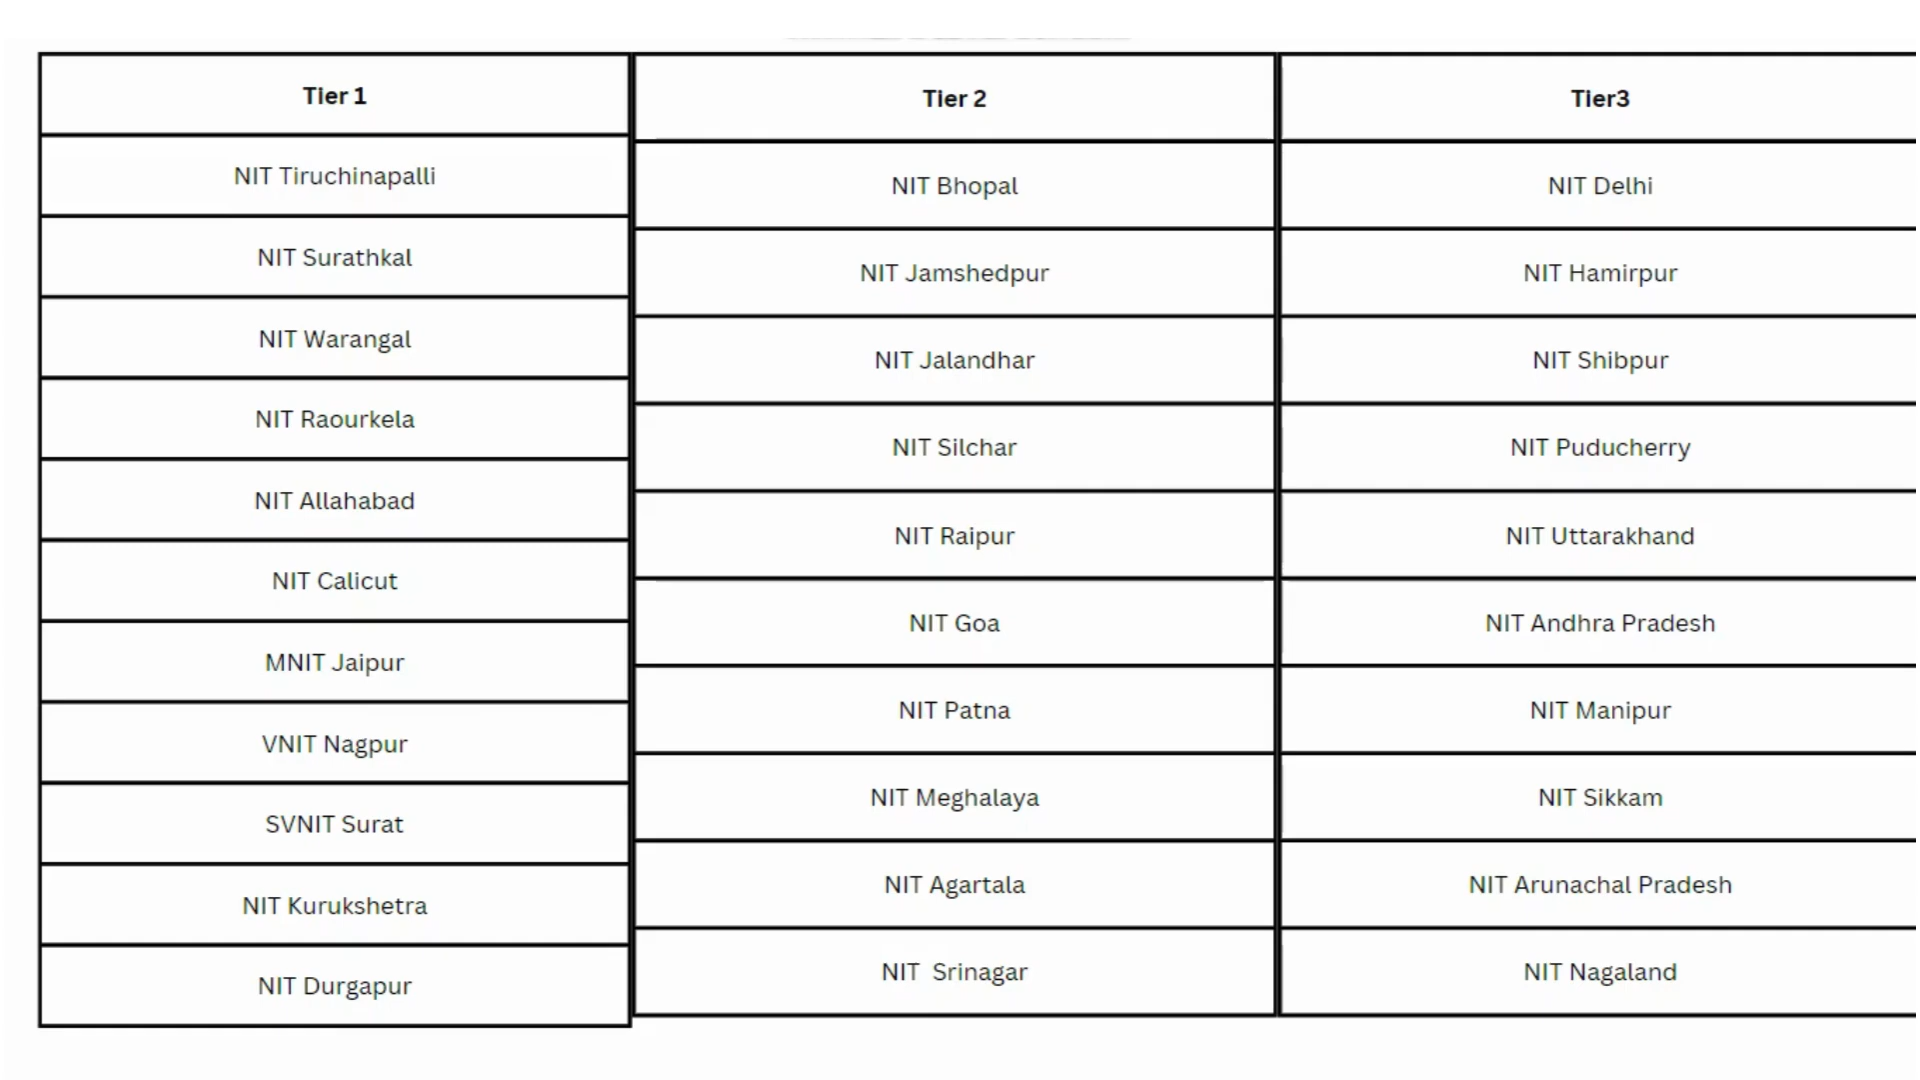 Tier 1
NIT Tiruchinapalli
NIT Surathkal
NIT Warangal
NIT Raourkela
NIT Allahabad
NIT Calicut
MNIT Jaipur
VNIT Nagpur
SVNIT Surat
NIT Kurukshetra
NIT Durgapur
Tier 2
NIT Bhopal
NIT Jamshedpur
NIT Jalandhar
NIT Silchar
NIT Raipur
NIT Goa
NIT Patna
NIT Meghalaya
NIT Agartala
NIT Srinagar
Tier3
NIT Delhi
NIT Hamirpur
NIT Shibpur
NIT Puducherry
NIT Uttarakhand
NIT Andhra Pradesh
NIT Manipur
NIT Sikkam
NIT Arunachal Pradesh
NIT Nagaland